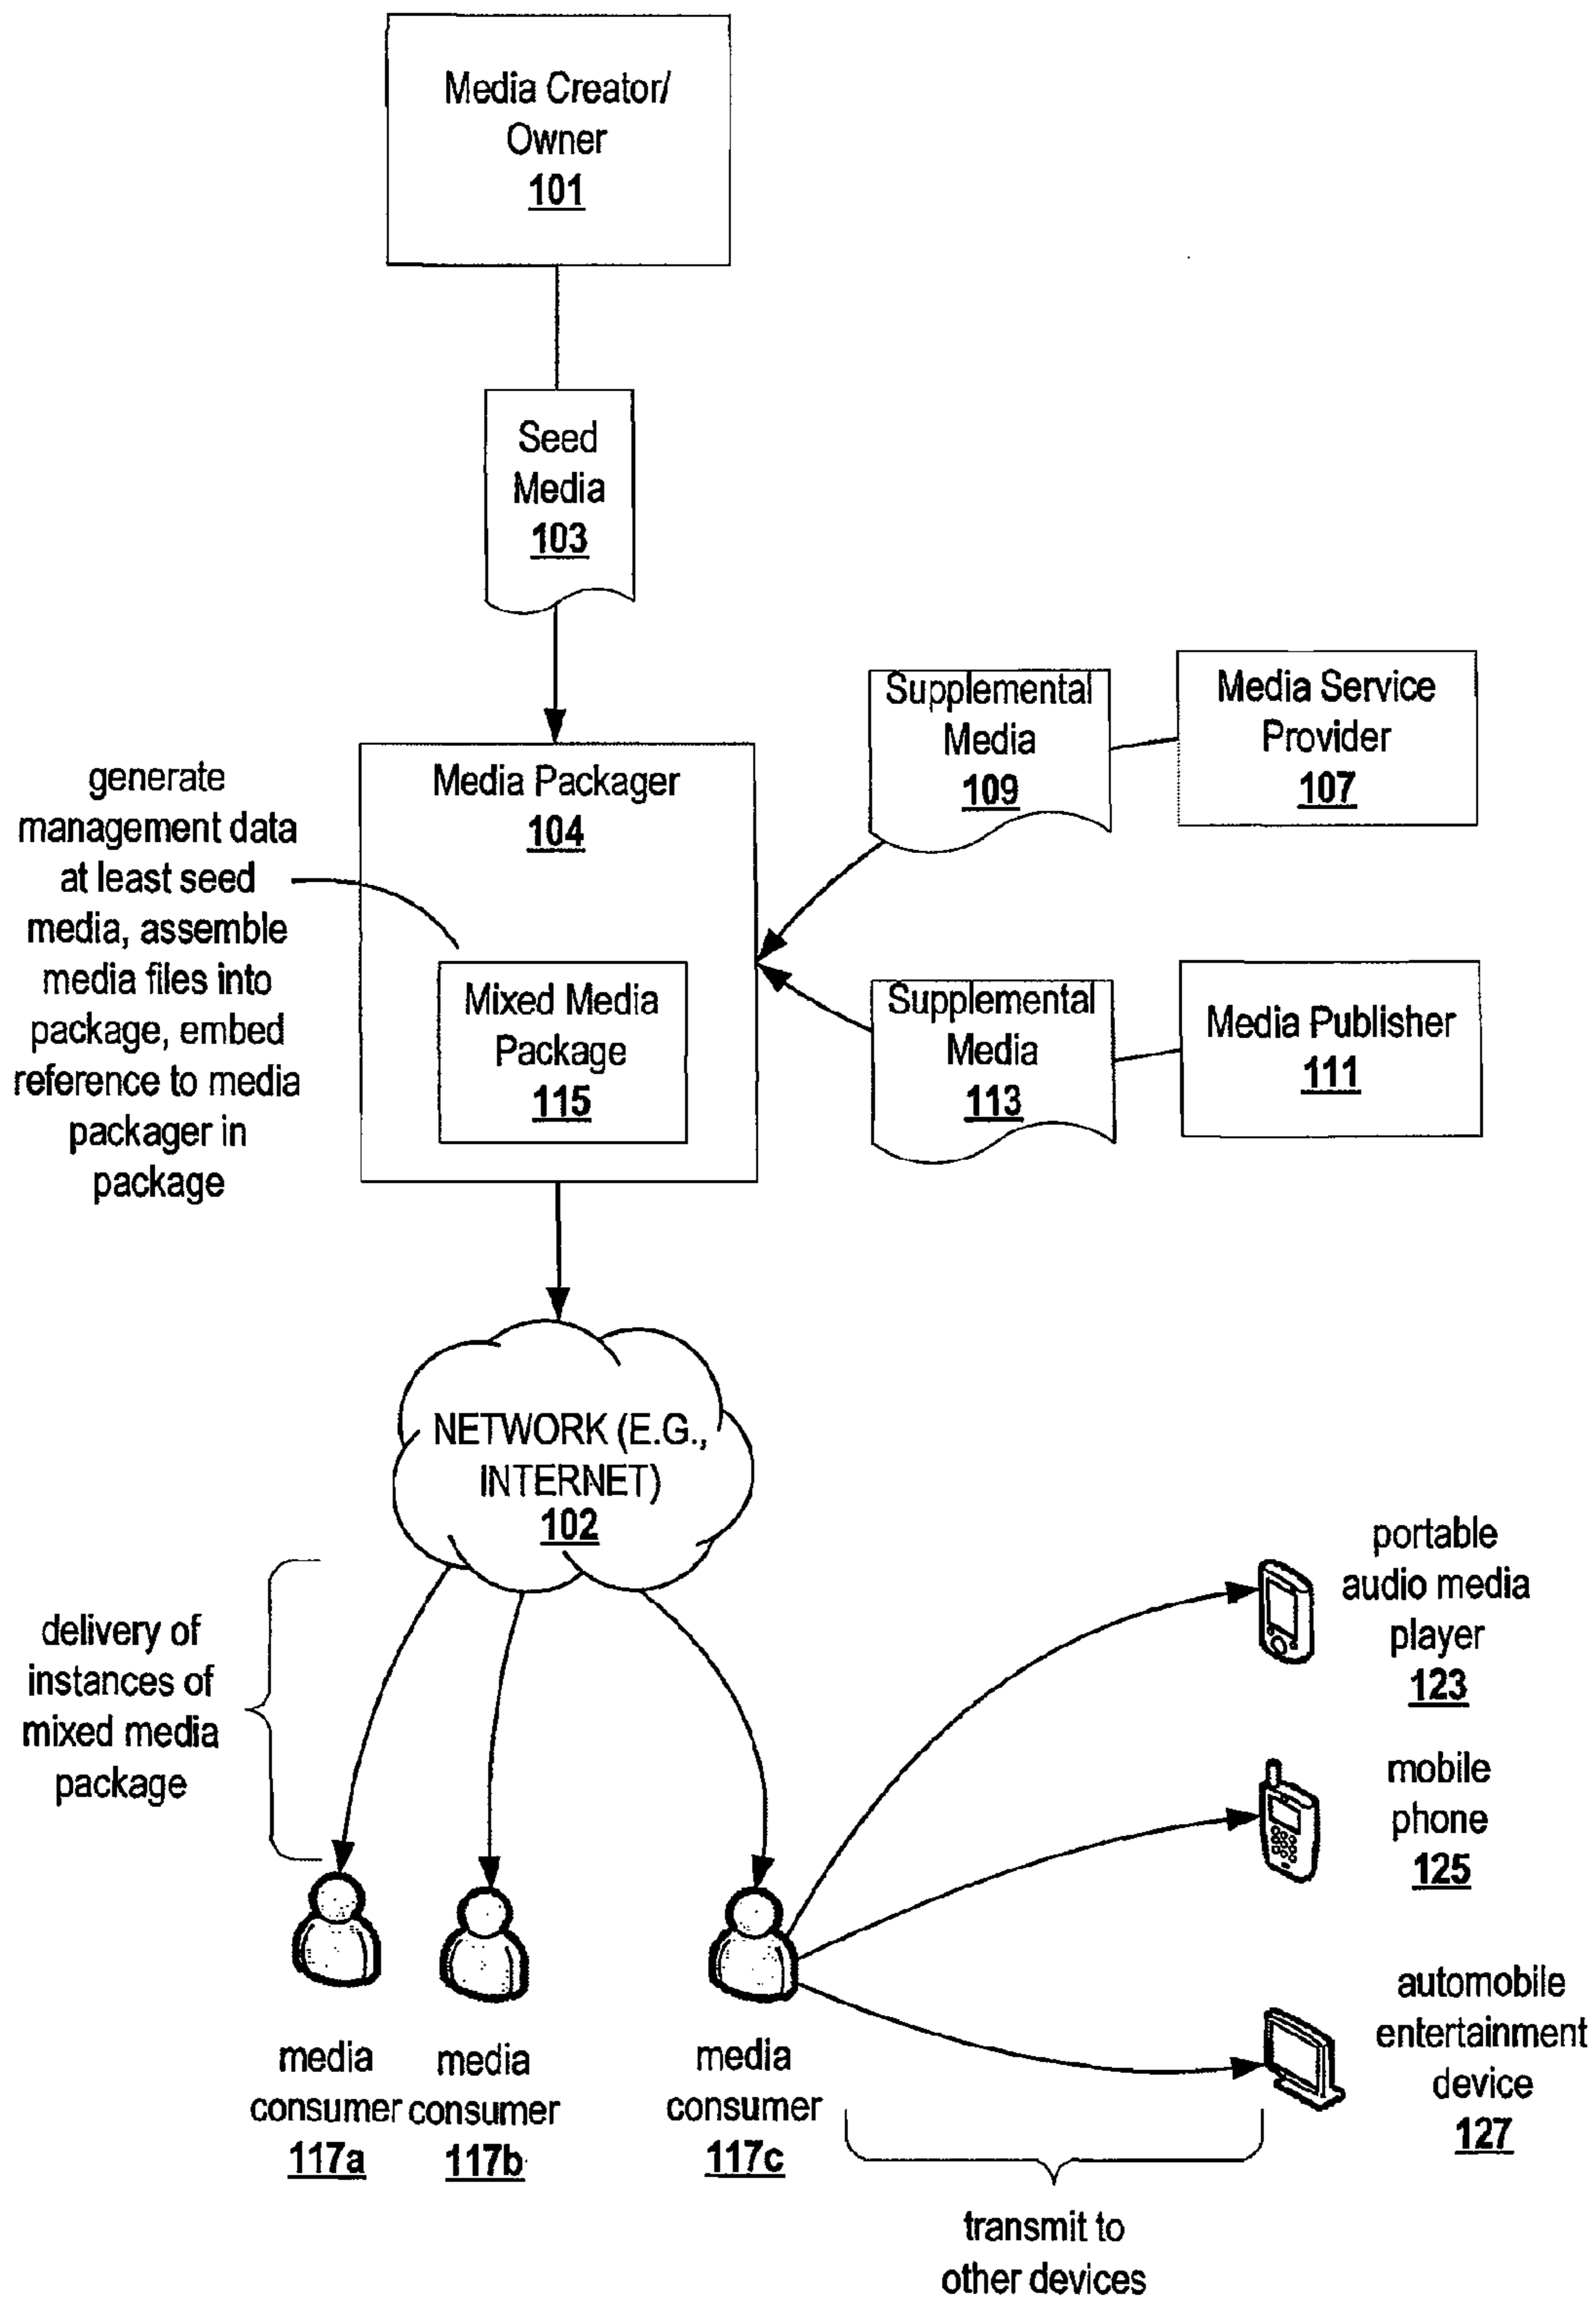 Media Creator/
Owner
101
Seed
Media
103
Supplemental
Media
109
Media Service
Provider
107
generate
management data
at least seed
media, assemble
media files into
package, embed
reference to media
packager in
package
Media Packager
104
Mixed Media
Package
115
Supplemental
Media
113
Media Publisher
111
NETWORK (E.G.,
INTERNET)
102
delivery of
instances of
mixed media
package
portable
audio media
player
123
mobile
phone
125
automobile
entertainment
device
127
media
consumer
117a
media
consumer
117b
media
consumer
117c
transmit to
other devices